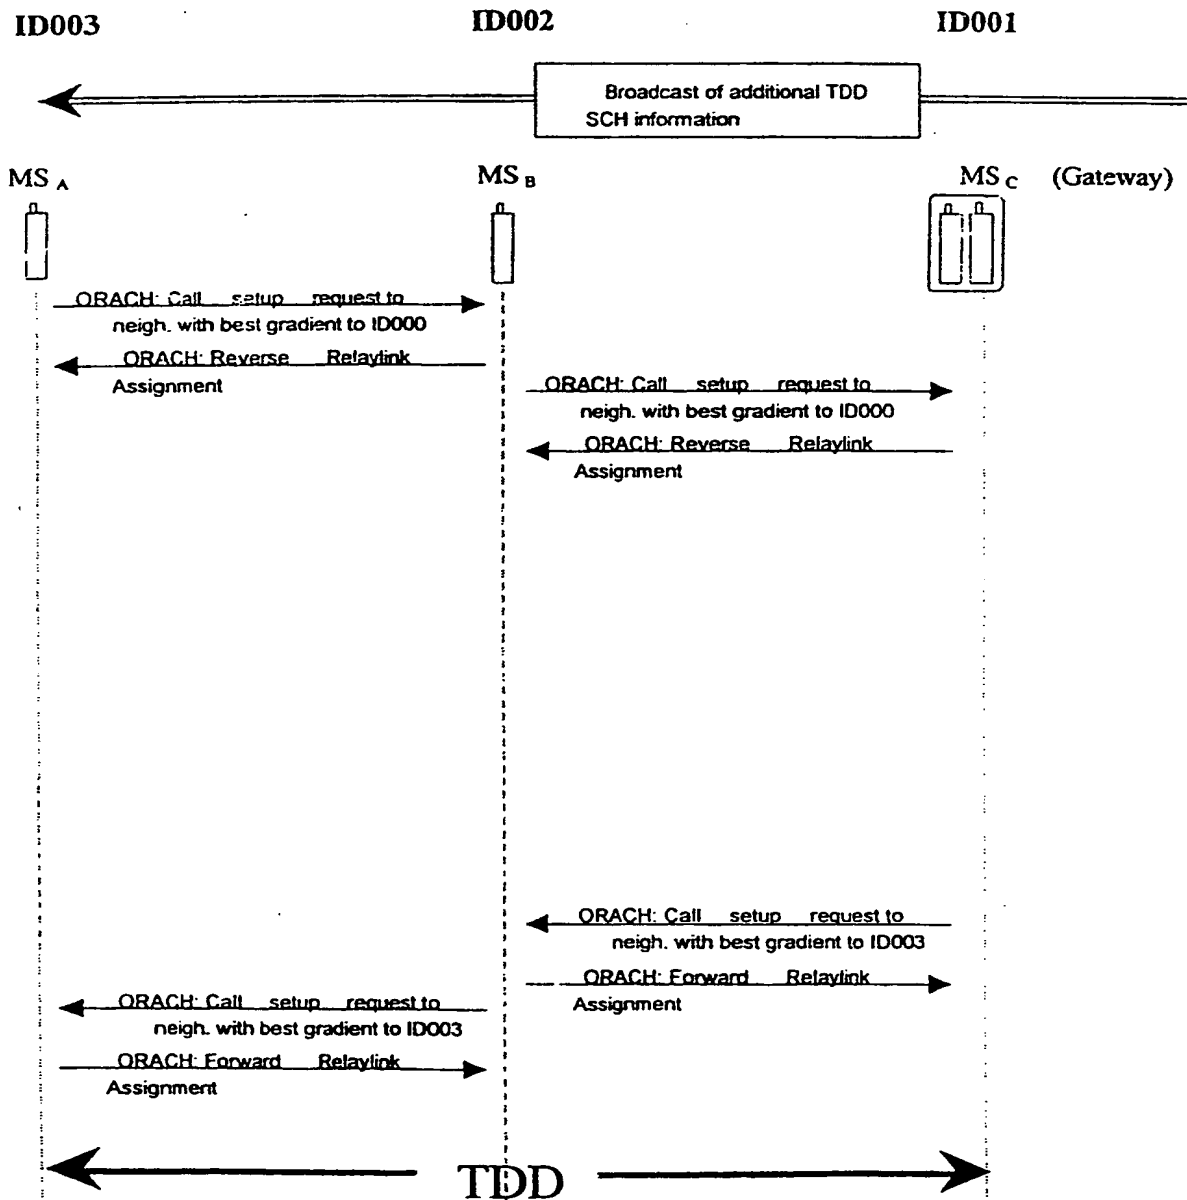 ID003 ID002 ID001
Broadcast of additional TDD
SCH information
MS A MS B MS C (Gateway)
ORACH: Call setup request to
neigh. with best gradient to ID000
ORACH: Reverse Relaylink
Assignment
ORACH: Call setup request to
neigh. with best gradient to ID000
ORACH: Reverse Relaylink
Assignment
ORACH: Call setup request to
neigh. with best gradient to ID003
ORACH: Forward Relaylink
Assignment
ORACH: Call setup request to
neigh. with best gradient to ID003
ORACH: Forward Relaylink
Assignment
TDD